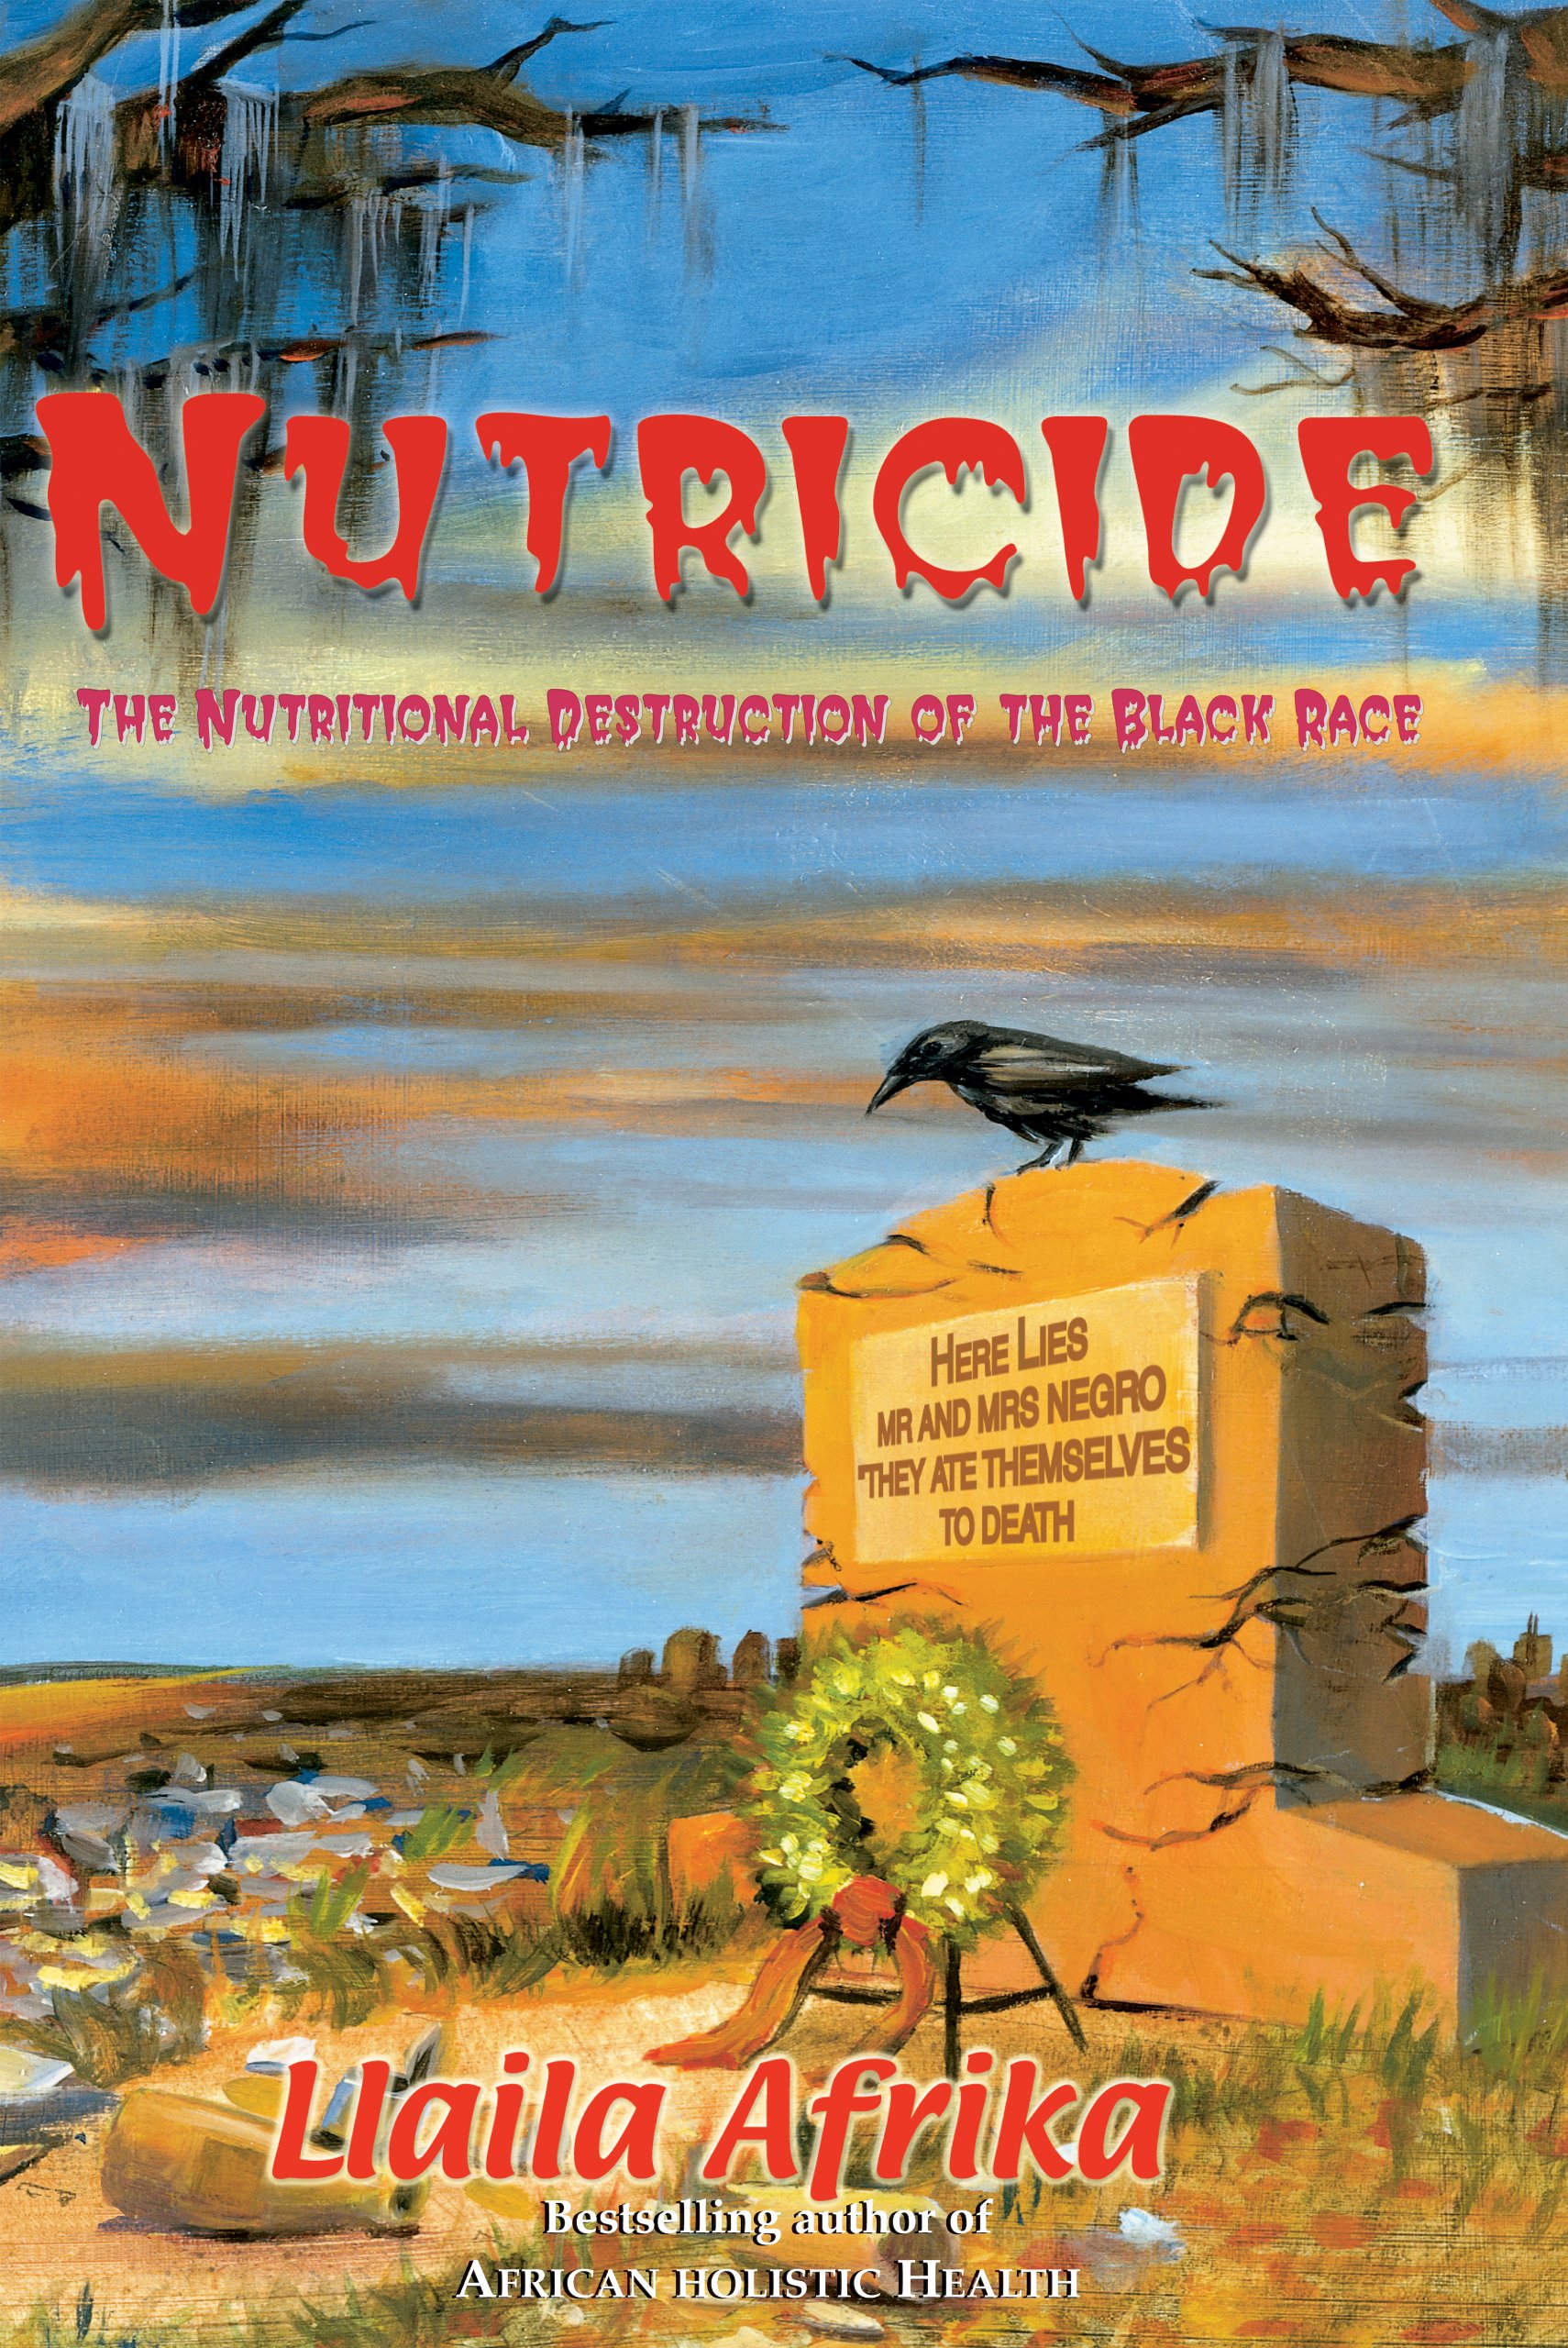 NUTRICIDE
THE NUTRITIONAL DESTRUCTION OF THE BLACK RACE
HERE LIES
MR AND MRS NEGRO
"THEY ATE THEMSELVES
TO DEATH
Llaila Afrika
Bestselling author of
AFRICAN HOLISTIC HEALTH